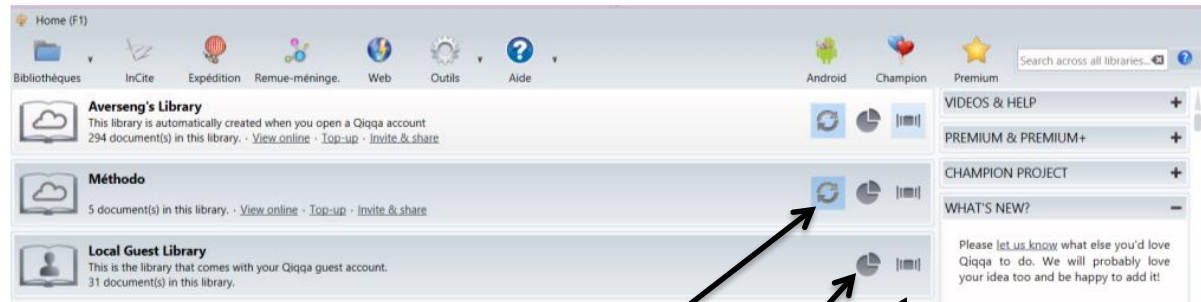 Home (F1)
Bibliothèques
InCite
Expédition
Remue-méninge.
Web
Outils
Aide
Android
Champion
Premium
Search across all libraries...
Averseng's Library
This library is automatically created when you open a Qiqqa account
294 document(s) in this library. · View online · Top-up · Invite & share
Méthodo
5 document(s) in this library. · View online · Top-up · Invite & share
Local Guest Library
This is the library that comes with your Qiqqa guest account.
31 document(s) in this library.
VIDEOS & HELP
PREMIUM & PREMIUM+
CHAMPION PROJECT
WHAT'S NEW?
Please let us know what else you'd love
Qiqqa to do. We will probably love
your idea too and be happy to add it!